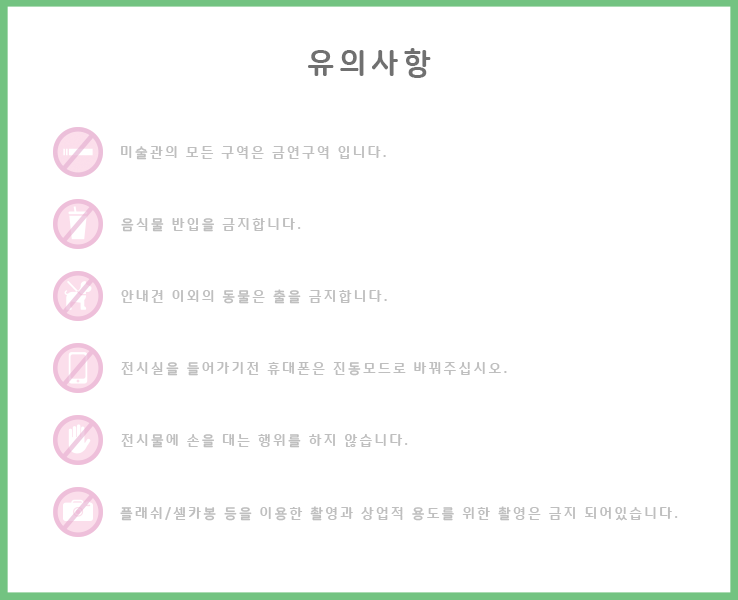 유의사항
미술관의 모든 구역은 금연구역 입니다.
음식물 반입을 금지합니다.
안내견 이외의 동물은 출을 금지합니다.
전시실을 들어가기전 휴대폰은 진동모드로 바꿔주십시오.
전시물에 손을 대는 행위를 하지 않습니다.
플래쉬/셀카봉 등을 이용한 촬영과 상업적 용도를 위한 촬영은 금지 되어있습니다.